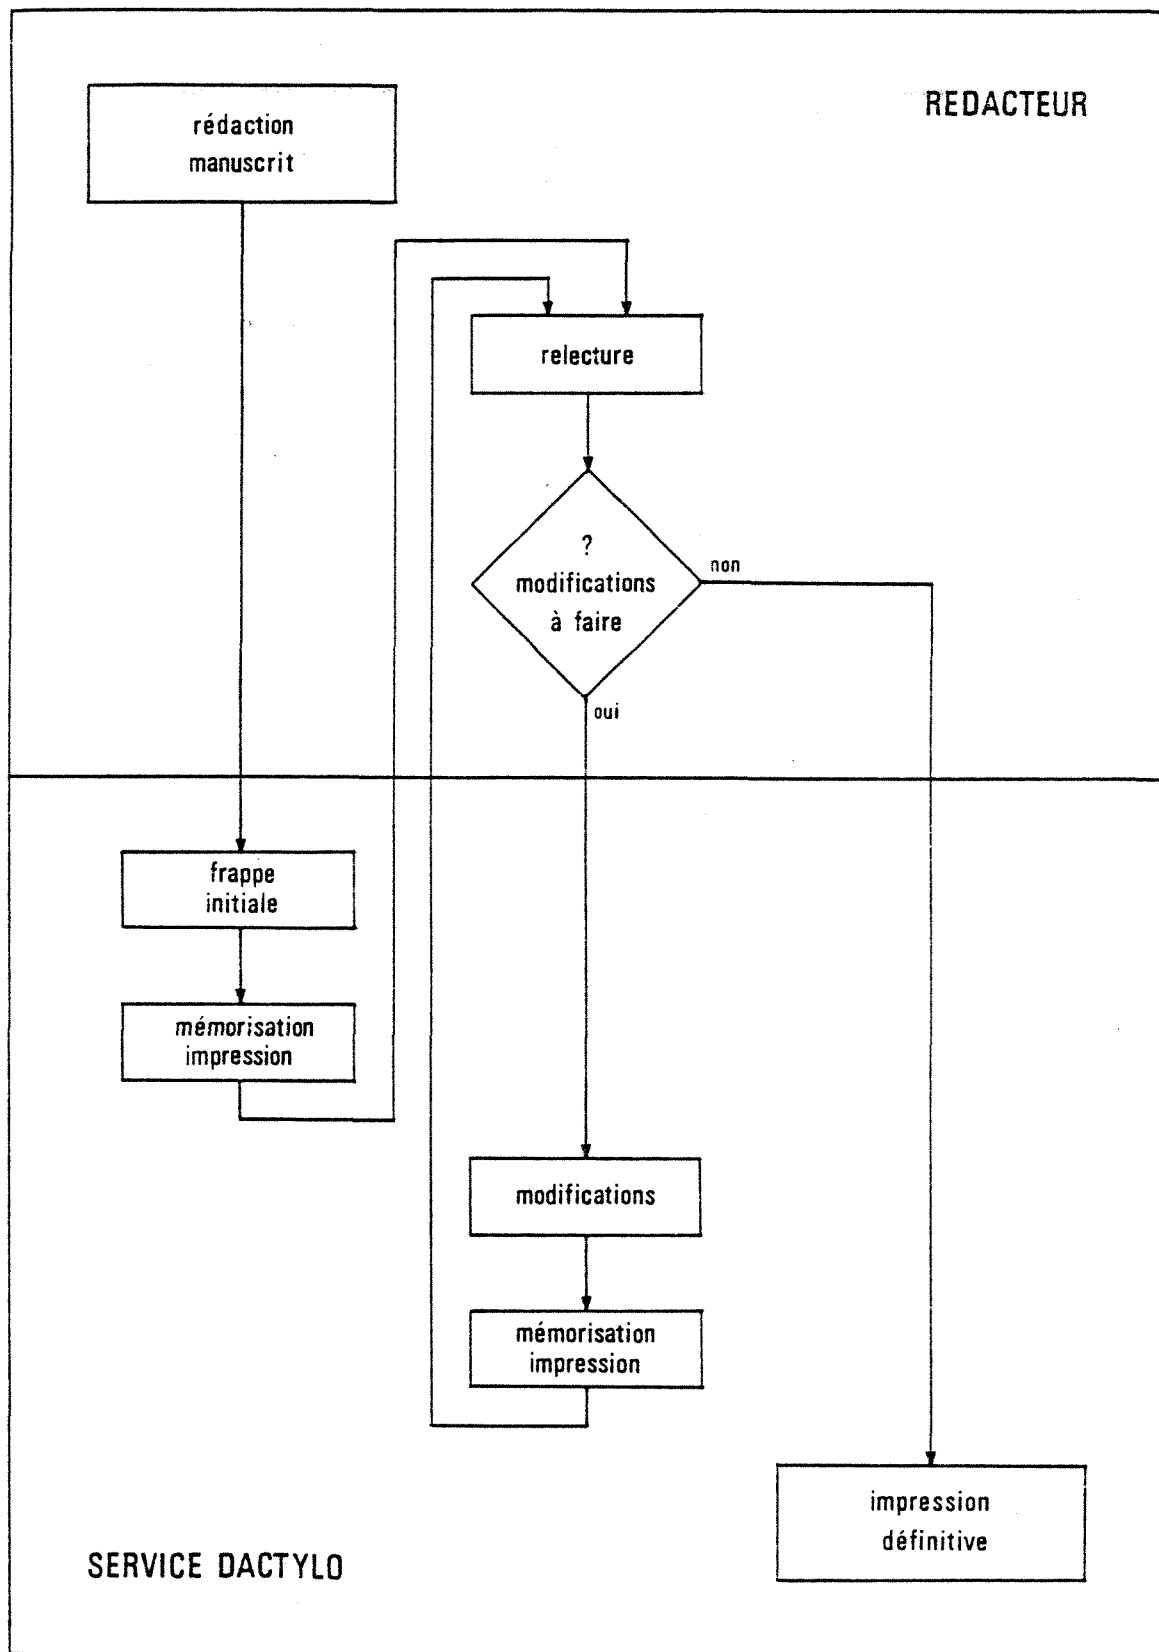 REDACTEUR
rédaction
manuscrit
relecture
?
modifications
à faire
non
oui
frappe
initiale
mémorisation
impression
modifications
mémorisation
impression
impression
définitive
SERVICE DACTYLO